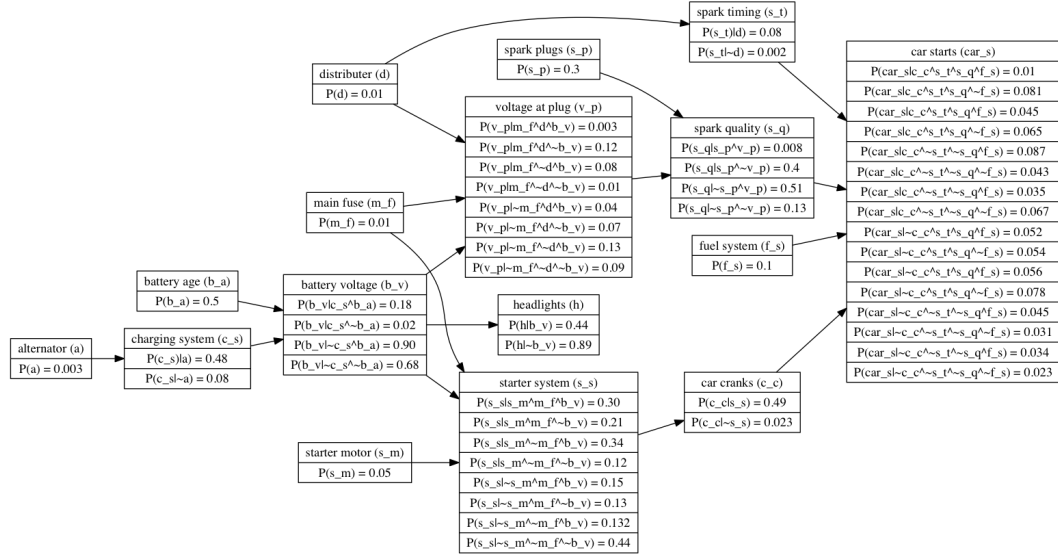 spark timing (s_t)
P(s_t)|d) = 0.08
P(s_t|~d) = 0.002
spark plugs (s_p)
P(s_p) = 0.3
distributer (d)
P(d) = 0.01
voltage at plug (v_p)
P(v_p|m_f^d^b_v) = 0.003
P(v_p|m_f^d^~b_v) = 0.12
P(v_p|m_f^~d^b_v) = 0.08
P(v_p|m_f^~d^~b_v) = 0.01
P(v_p|~m_f^d^b_v) = 0.04
P(v_p|~m_f^d^~b_v) = 0.07
P(v_p|~m_f^~d^b_v) = 0.13
P(v_p|~m_f^~d^~b_v) = 0.09
spark quality (s_q)
P(s_q|s_p^v_p) = 0.008
P(s_q|s_p^~v_p) = 0.4
P(s_q|~s_p^v_p) = 0.51
P(s_q|~s_p^~v_p) = 0.13
car starts (car_s)
P(car_s|c_c^s_t^s_q^f_s) = 0.01
P(car_s|c_c^s_t^s_q^~f_s) = 0.081
P(car_s|c_c^s_t^~s_q^f_s) = 0.045
P(car_s|c_c^s_t^~s_q^~f_s) = 0.065
P(car_s|c_c^~s_t^~s_q^f_s) = 0.087
P(car_s|c_c^~s_t^~s_q^~f_s) = 0.043
P(car_s|c_c^~s_t^~s_q^f_s) = 0.035
P(car_s|c_c^~s_t^~s_q^~f_s) = 0.067
P(car_s|~c_c^s_t^s_q^f_s) = 0.052
P(car_s|~c_c^s_t^s_q^~f_s) = 0.054
P(car_s|~c_c^s_t^~s_q^f_s) = 0.056
P(car_s|~c_c^s_t^~s_q^~f_s) = 0.078
P(car_s|~c_c^~s_t^~s_q^f_s) = 0.045
P(car_s|~c_c^~s_t^~s_q^~f_s) = 0.031
P(car_s|~c_c^~s_t^~s_q^f_s) = 0.034
P(car_s|~c_c^~s_t^~s_q^~f_s) = 0.023
main fuse (m_f)
P(m_f) = 0.01
fuel system (f_s)
P(f_s) = 0.1
battery age (b_a)
P(b_a) = 0.5
battery voltage (b_v)
P(b_v|c_s^b_a) = 0.18
P(b_v|c_s^~b_a) = 0.02
P(b_v|~c_s^b_a) = 0.90
P(b_v|~c_s^~b_a) = 0.68
headlights (h)
P(h|b_v) = 0.44
P(h|~b_v) = 0.89
alternator (a)
P(a) = 0.003
charging system (c_s)
P(c_s)|a) = 0.48
P(c_s|~a) = 0.08
starter system (s_s)
P(s_s|s_m^m_f^b_v) = 0.30
P(s_s|s_m^m_f^~b_v) = 0.21
P(s_s|s_m^~m_f^b_v) = 0.34
P(s_s|s_m^~m_f^~b_v) = 0.12
P(s_s|~s_m^m_f^b_v) = 0.15
P(s_s|~s_m^m_f^~b_v) = 0.13
P(s_s|~s_m^~m_f^b_v) = 0.132
P(s_s|~s_m^~m_f^~b_v) = 0.44
car cranks (c_c)
P(c_c|s_s) = 0.49
P(c_c|~s_s) = 0.023
starter motor (s_m)
P(s_m) = 0.05